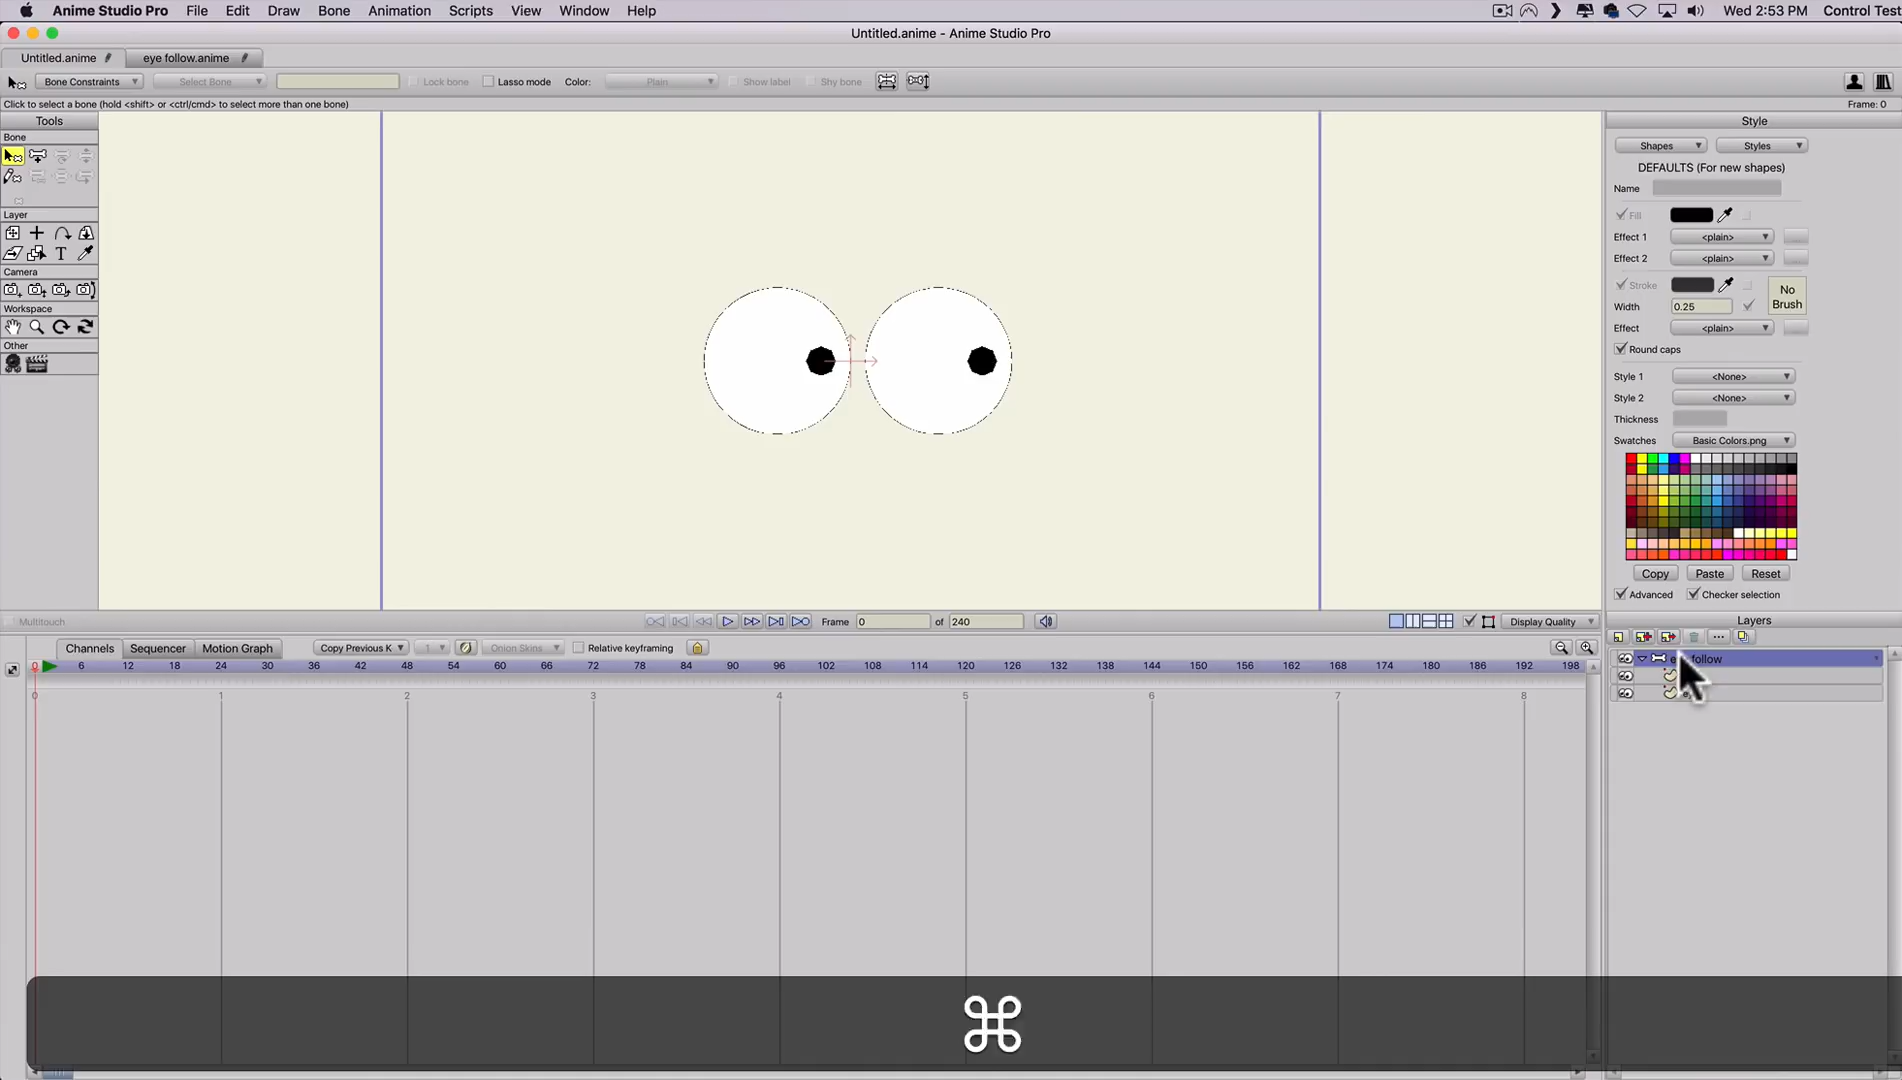 Anime Studio Pro File Edit Draw Bone Animation Scripts View Window Help Wed 2:53 PM Control Test
Untitled.anime - Anime Studio Pro
Untitled.anime eye follow.anime
Bone Constraints Select Bone Lock bone Lasso mode Color: Plain Show label Shy bone
Click to select a bone (hold <shift> or <ctrl/cmd> to select more than one bone) Frame: 0
Tools
Bone
Layer
T
Camera
Workspace
Other
Style
Shapes Styles
DEFAULTS (For new shapes)
Name
Fill
Effect 1 <plain> ...
Effect 2 <plain> ...
Stroke
No Brush
Width 0.25
Effect <plain> ...
Round caps
Style 1 <None>
Style 2 <None>
Thickness
Swatches Basic Colors.png
Copy Paste Reset
Advanced Checker selection
Multitouch Frame 0 of 240 Display Quality
Layers
Channels Sequencer Motion Graph Copy Previous K 1 Onion Skins Relative keyframing
0 6 12 18 24 30 36 42 48 54 60 66 72 78 84 90 96 102 108 114 120 126 132 138 144 150 156 162 168 174 180 186 192 198
0 1 2 3 4 5 6 7 8
follow
⌘